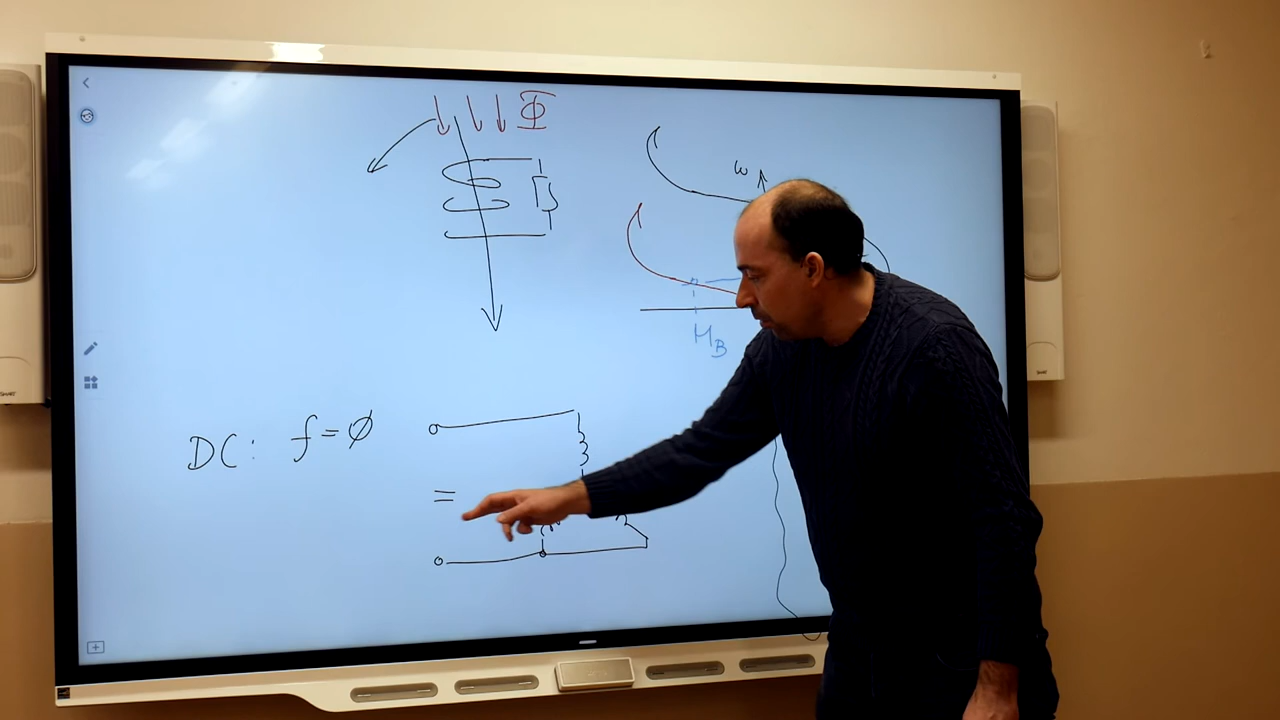 Φ
ω
M_B
DC: f=∅
=